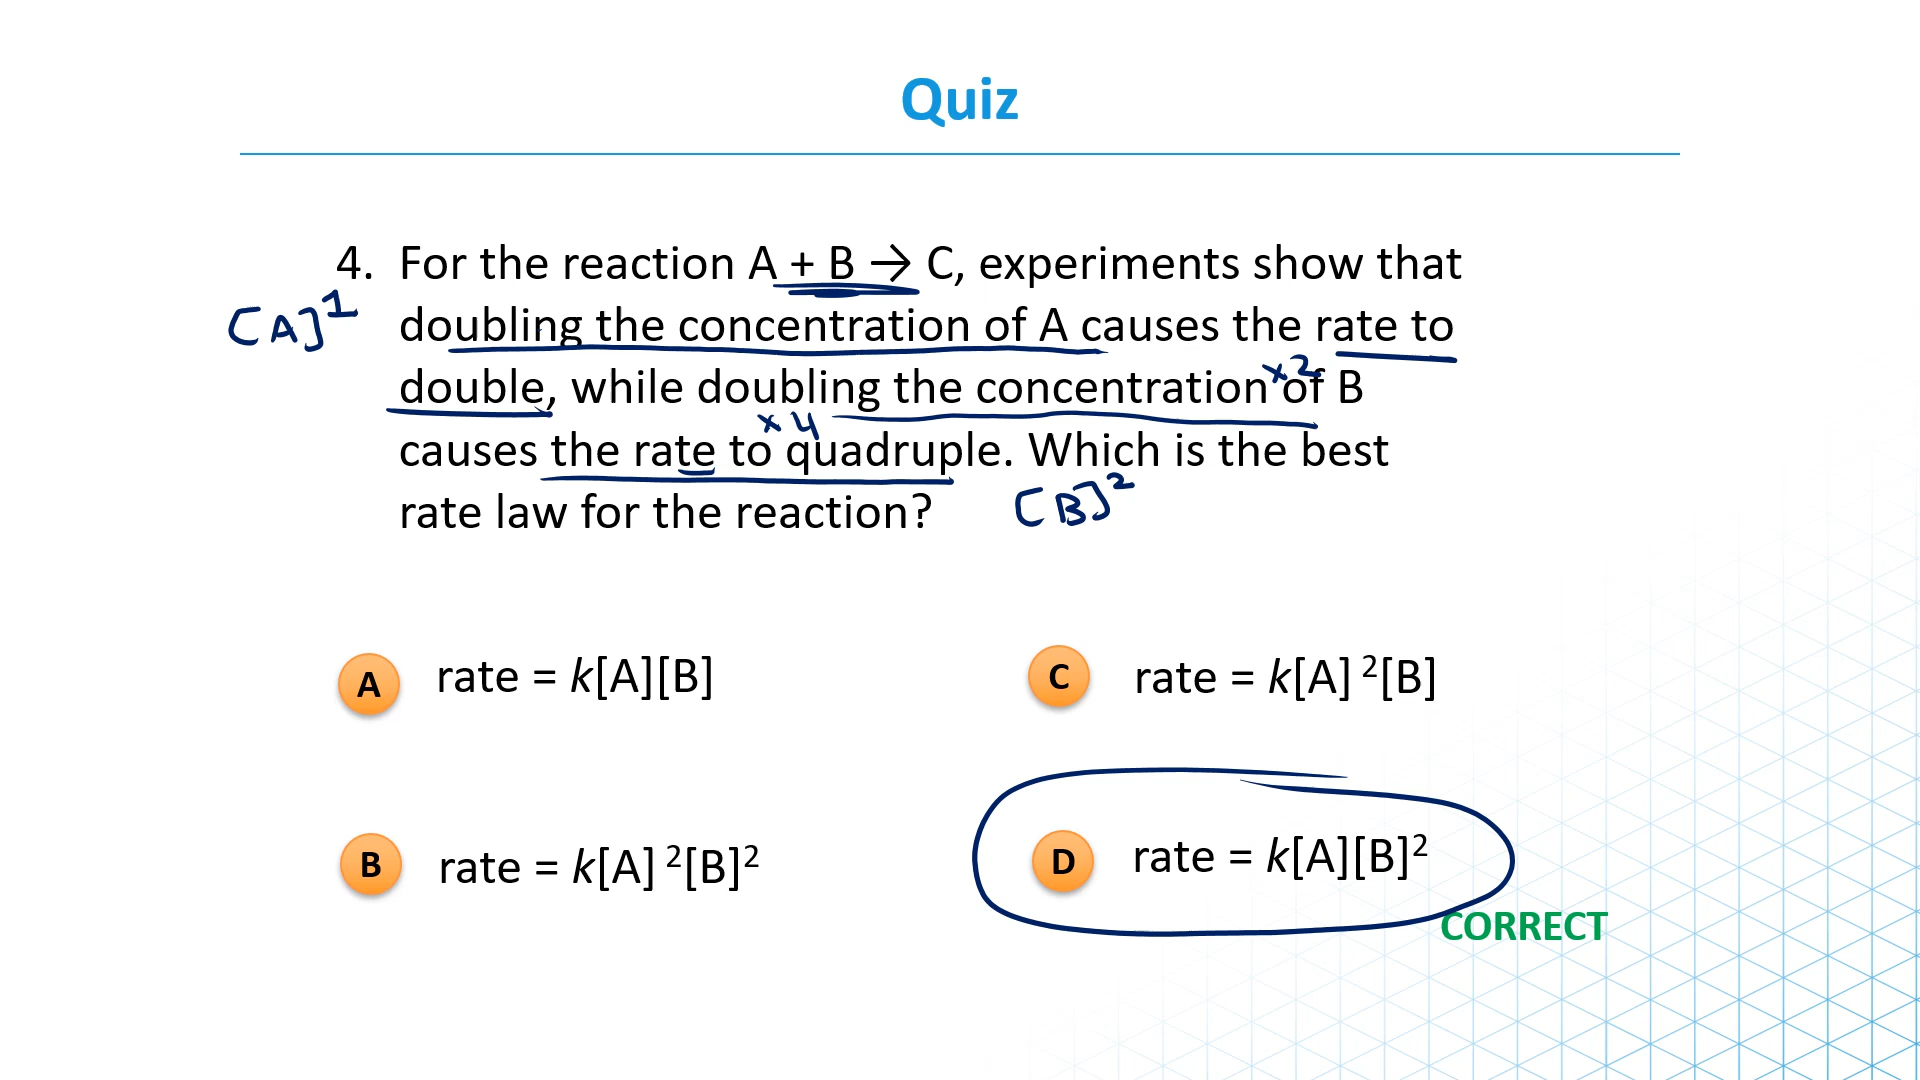 Quiz
4. For the reaction A + B → C, experiments show that
[A]¹ doubling the concentration of A causes the rate to
double, while doubling the concentration of B
×2
causes the rate to quadruple. Which is the best
×4
rate law for the reaction?
[B]²
A rate = k[A][B]
C rate = k[A] ²[B]
B rate = k[A] ²[B]²
D rate = k[A][B]²
CORRECT